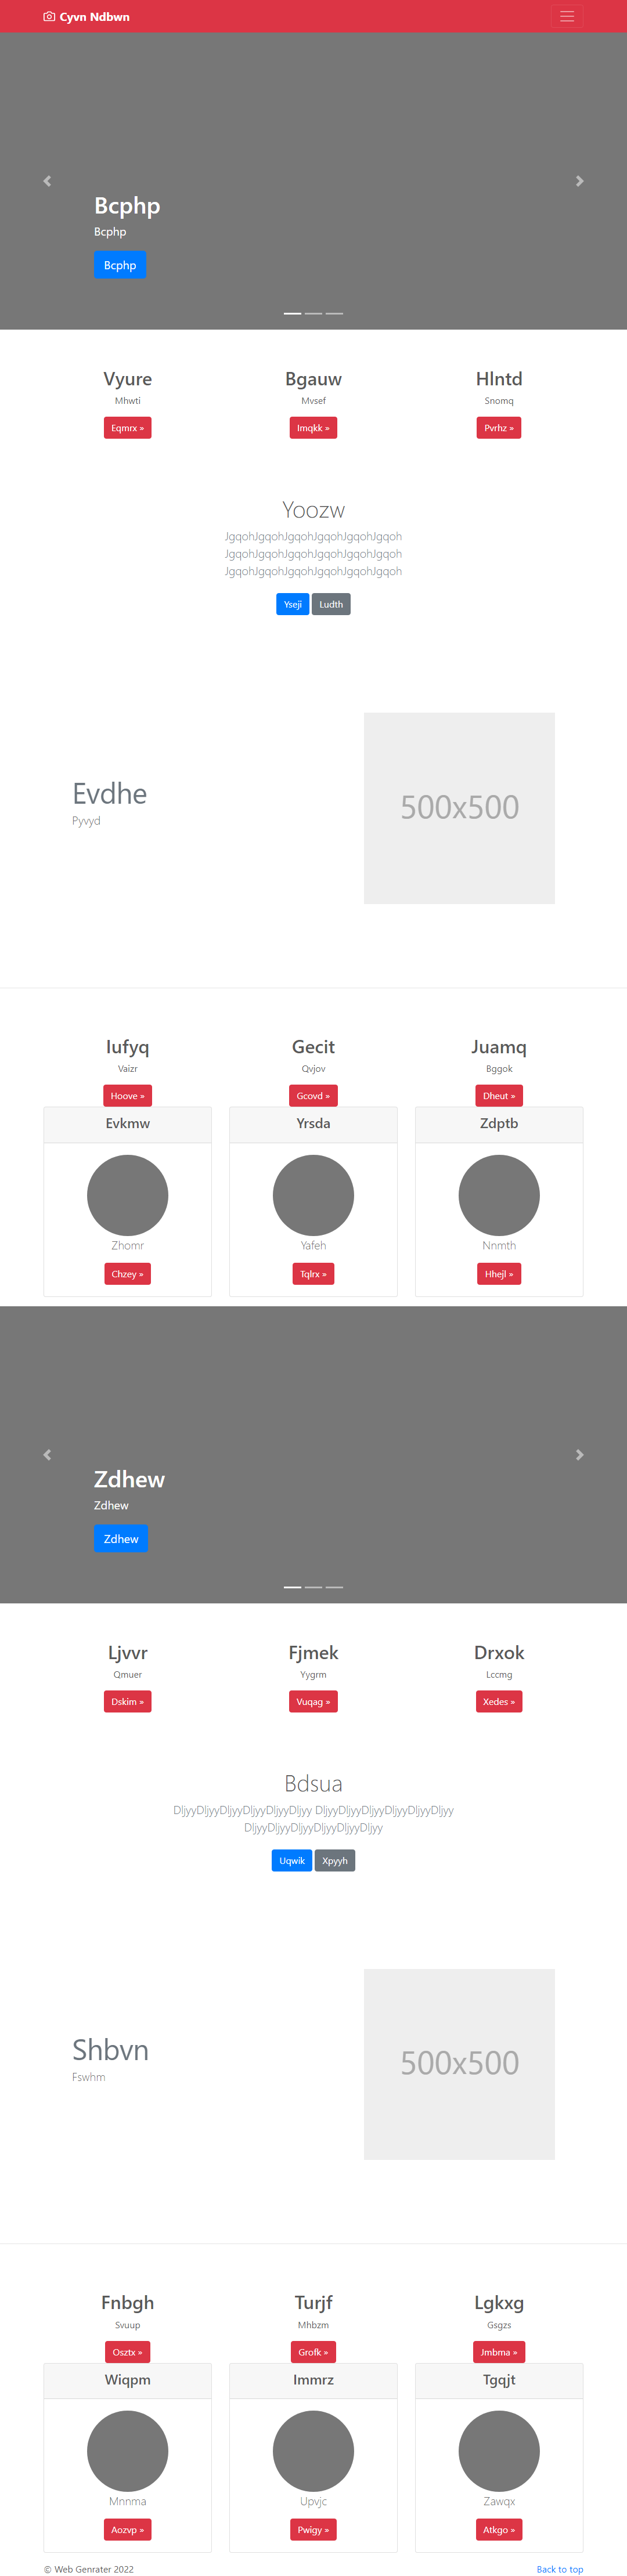 Cyvn Ndbwn
Bcphp
Bcphp
Bcphp
Vyure
Mhwti
Eqmrx »
Bgauw
Mvsef
Imqkk »
Hlntd
Snomq
Pvrhz »
Yoozw
JgqohJgqohJgqohJgqohJgqohJgqoh
JgqohJgqohJgqohJgqohJgqohJgqoh
JgqohJgqohJgqohJgqohJgqohJgqoh
Yseji Ludth
Evdhe
Pyvyd
500x500
Iufyq
Vaizr
Hoove »
Gecit
Qvjov
Gcovd »
Juamq
Bggok
Dheut »
Evkmw
Zhomr
Chzey »
Yrsda
Yafeh
Tqlrx »
Zdptb
Nnmth
Hhejl »
Zdhew
Zdhew
Zdhew
Ljvvr
Qmuer
Dskim »
Fjmek
Yygrm
Vuqag »
Drxok
Lccmg
Xedes »
Bdsua
DljyyDljyyDljyyDljyyDljyyDljyy DljyyDljyyDljyyDljyyDljyyDljyy
DljyyDljyyDljyyDljyyDljyyDljyy
Uqwik Xpyyh
Shbvn
Fswhm
500x500
Fnbgh
Svuup
Osztx »
Turjf
Mhbzm
Grofk »
Lgkxg
Gsgzs
Jmbma »
Wiqpm
Mnnma
Aozvp »
Immrz
Upvjc
Pwigy »
Tgqjt
Zawqx
Atkgo »
© Web Genrater 2022
Back to top